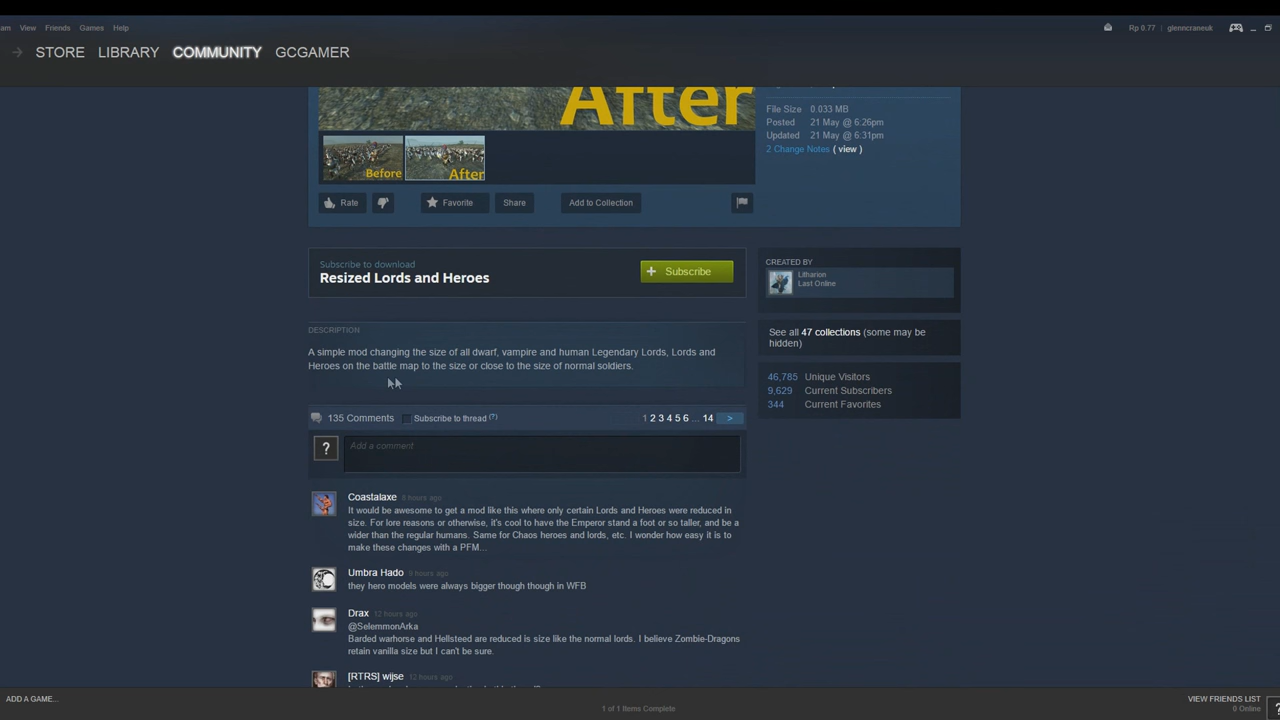 View Friends Games Help
Rp 0.77 | glenncraneuk
STORE LIBRARY COMMUNITY GCGAMER
After
File Size 0.033 MB
Posted 21 May @ 6:26pm
Updated 21 May @ 6:31pm
2 Change Notes ( view )
Before
After
Rate
Favorite
Share
Add to Collection
Subscribe to download
Resized Lords and Heroes
Subscribe
CREATED BY
Litharion
Last Online
DESCRIPTION
A simple mod changing the size of all dwarf, vampire and human Legendary Lords, Lords and
Heroes on the battle map to the size or close to the size of normal soldiers.
See all 47 collections (some may be
hidden)
46,785 Unique Visitors
9,629 Current Subscribers
344 Current Favorites
135 Comments Subscribe to thread (?)
1 2 3 4 5 6 ... 14 >
? Add a comment
Coastalaxe 8 hours ago
It would be awesome to get a mod like this where only certain Lords and Heroes were reduced in
size. For lore reasons or otherwise, it's cool to have the Emperor stand a foot or so taller, and be a
wider than the regular humans. Same for Chaos heroes and lords, etc. I wonder how easy it is to
make these changes with a PFM...
Umbra Hado 9 hours ago
they hero models were always bigger though though in WFB
Drax 12 hours ago
@SelemmonArka
Barded warhorse and Hellsteed are reduced is size like the normal lords. I believe Zombie-Dragons
retain vanilla size but I can't be sure.
[RTRS] wijse 12 hours ago
ADD A GAME...
1 of 1 Items Complete
VIEW FRIENDS LIST
0 Online
?